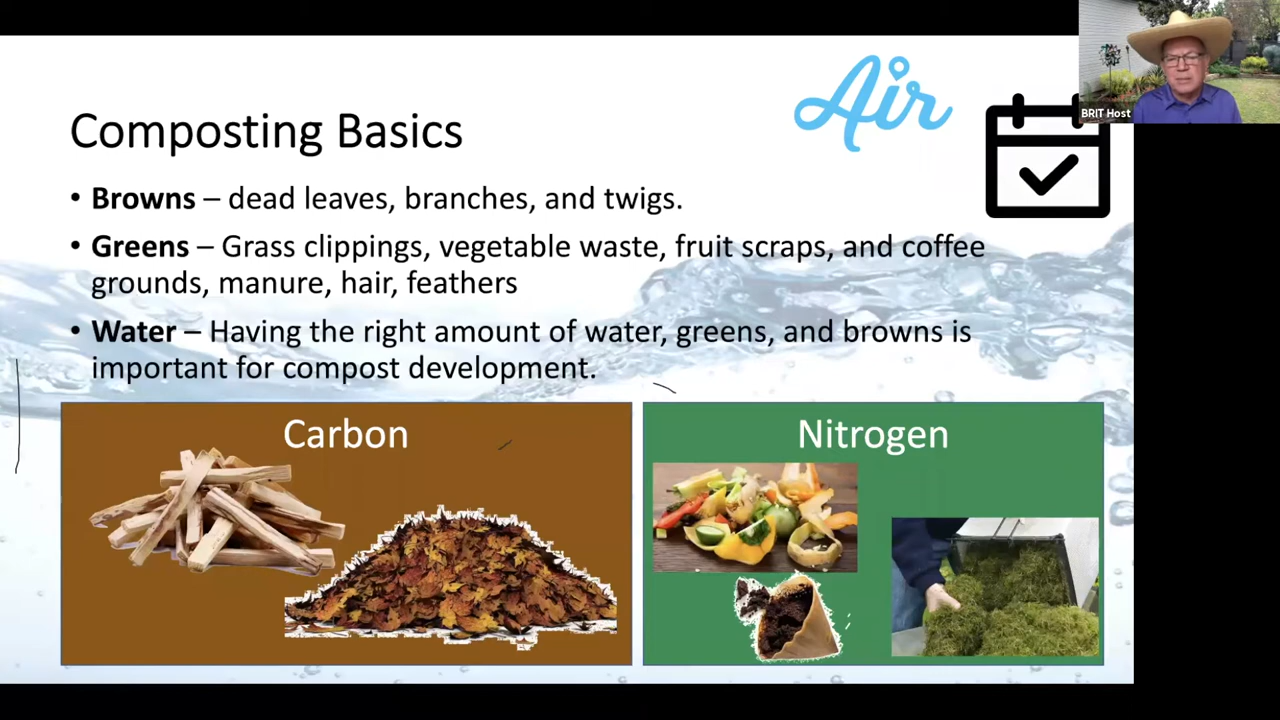 Air
BRIT Host
Composting Basics
• Browns – dead leaves, branches, and twigs.
• Greens – Grass clippings, vegetable waste, fruit scraps, and coffee
grounds, manure, hair, feathers
• Water – Having the right amount of water, greens, and browns is
important for compost development.
Carbon
Nitrogen